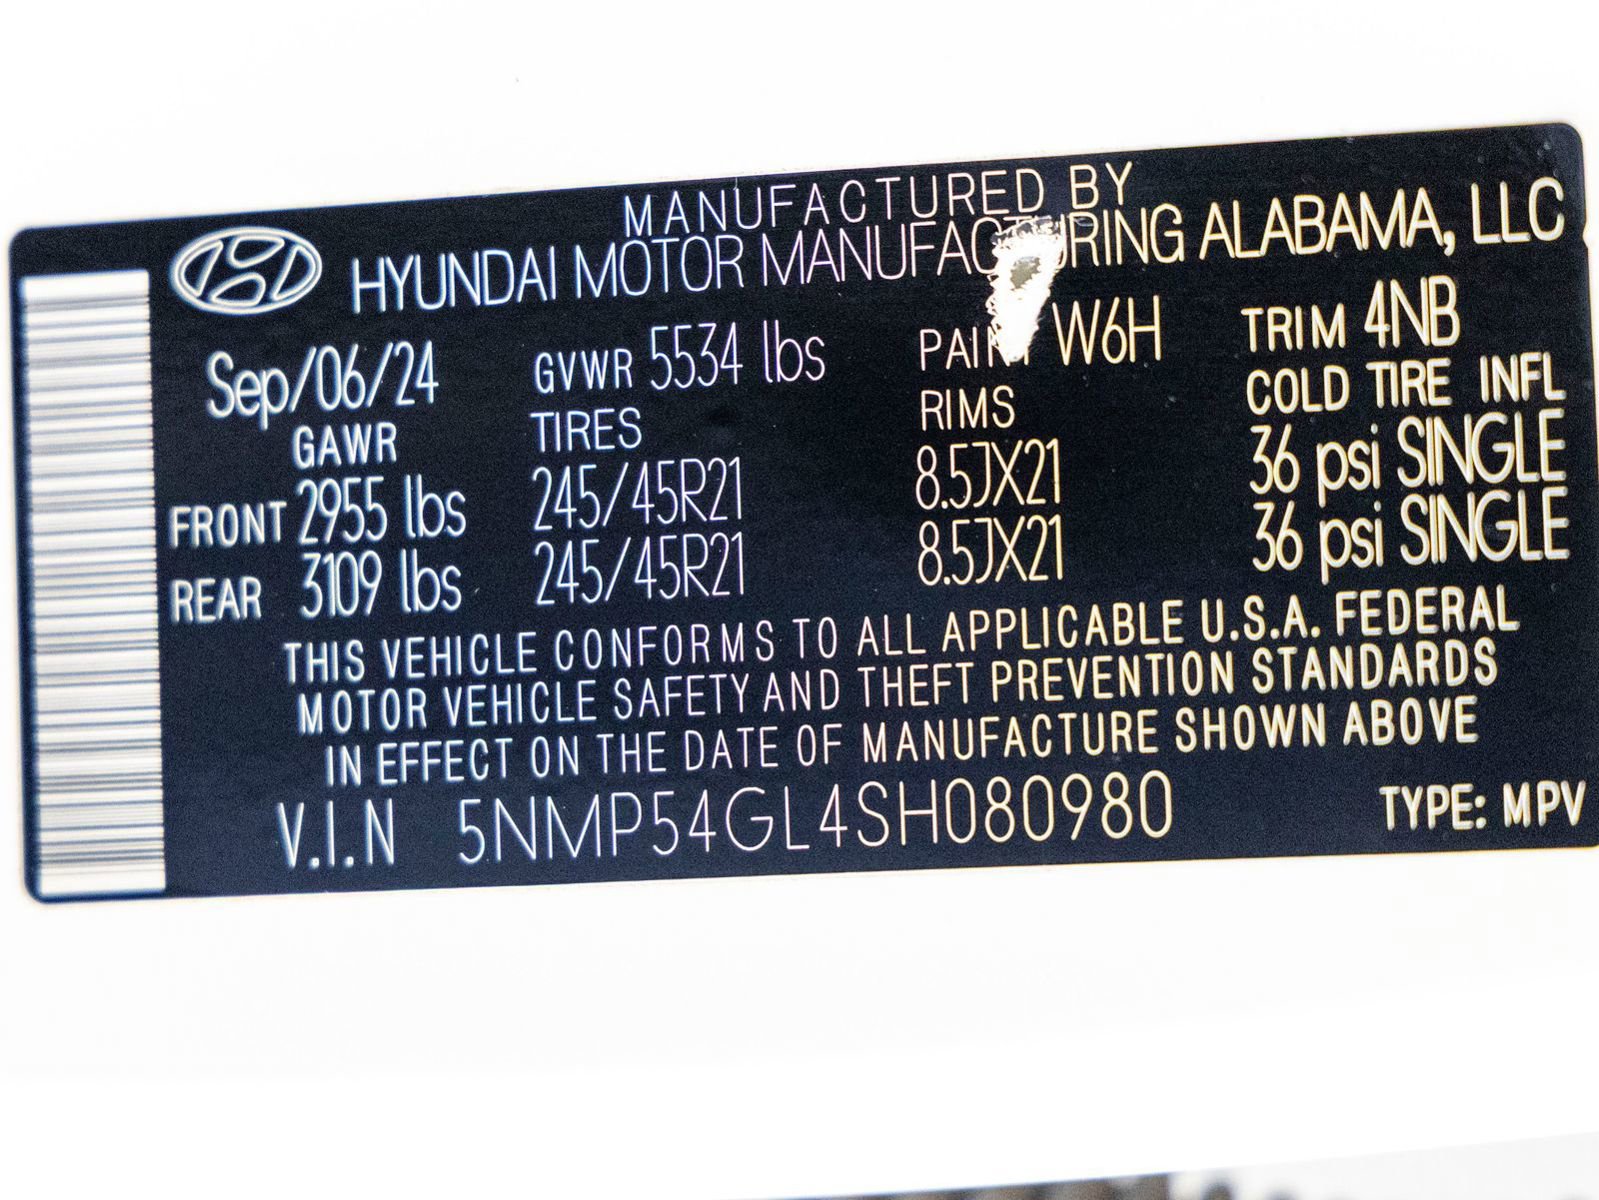 MANUFACTURED BY
HYUNDAI MOTOR MANUFACTURING ALABAMA, LLC
Sep/06/24 GVWR 5534 lbs PAINT W6H TRIM 4NB
GAWR TIRES RIMS COLD TIRE INFL
FRONT 2955 lbs 245/45R21 8.5JX21 36 psi SINGLE
REAR 3109 lbs 245/45R21 8.5JX21 36 psi SINGLE
THIS VEHICLE CONFORMS TO ALL APPLICABLE U.S.A. FEDERAL
MOTOR VEHICLE SAFETY AND THEFT PREVENTION STANDARDS
IN EFFECT ON THE DATE OF MANUFACTURE SHOWN ABOVE
V.I.N 5NMP54GL4SH080980 TYPE: MPV